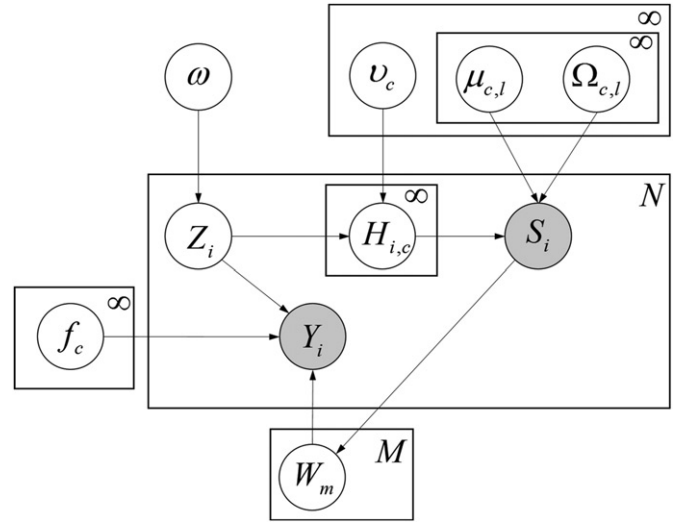 ∞
∞
ω
υ_c
μ_{c,l}
Ω_{c,l}
N
∞
Z_i
H_{i,c}
S_i
∞
f_c
Y_i
M
W_m